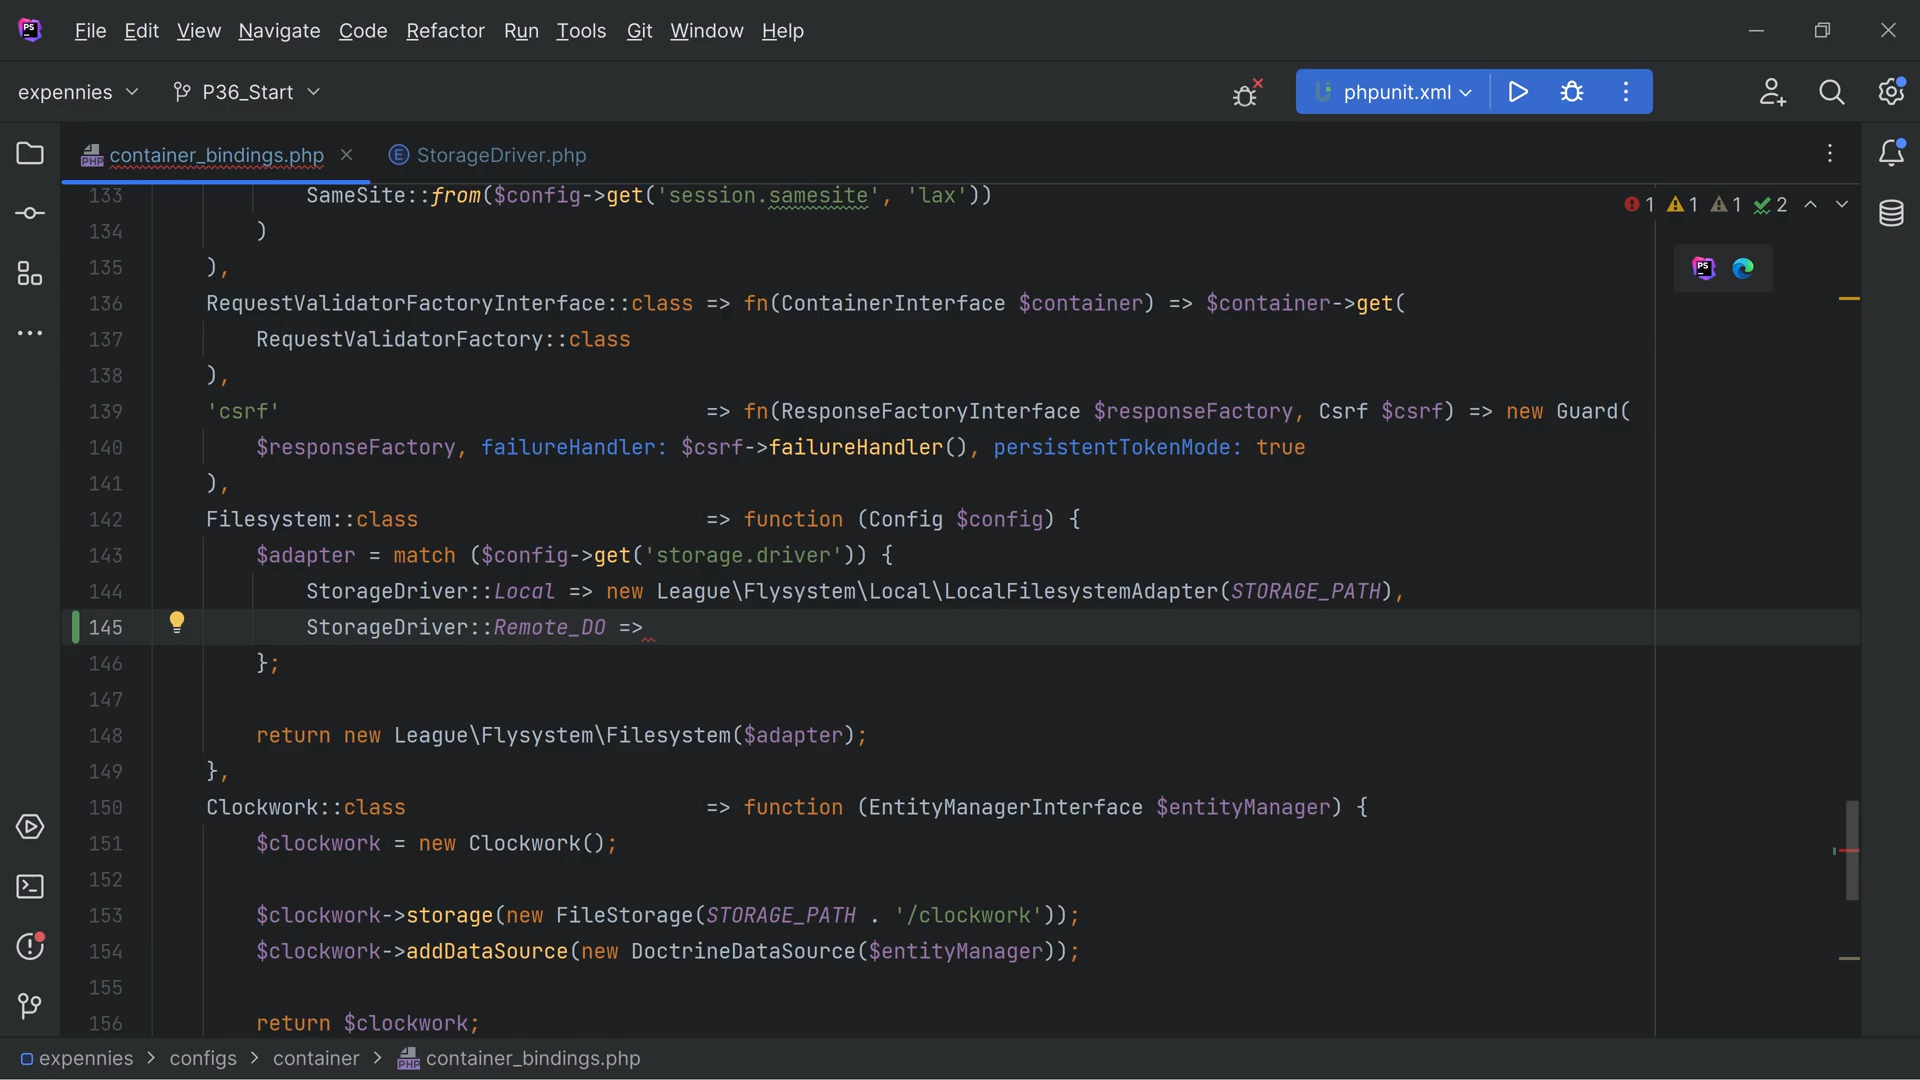 PS File Edit View Navigate Code Refactor Run Tools Git Window Help
expennies P36_Start phpunit.xml
PHP container_bindings.php E StorageDriver.php
133 SameSite::from($config->get('session.samesite', 'lax'))
1 1 1 2
134 )
135 ),
PS
136 RequestValidatorFactoryInterface::class => fn(ContainerInterface $container) => $container->get(
137 RequestValidatorFactory::class
138 ),
139 'csrf' => fn(ResponseFactoryInterface $responseFactory, Csrf $csrf) => new Guard(
140 $responseFactory, failureHandler: $csrf->failureHandler(), persistentTokenMode: true
141 ),
142 Filesystem::class => function (Config $config) {
143 $adapter = match ($config->get('storage.driver')) {
144 StorageDriver::Local => new League\Flysystem\Local\LocalFilesystemAdapter(STORAGE_PATH),
145 StorageDriver::Remote_DO =>
146 };
147
148 return new League\Flysystem\Filesystem($adapter);
149 },
150 Clockwork::class => function (EntityManagerInterface $entityManager) {
151 $clockwork = new Clockwork();
152
153 $clockwork->storage(new FileStorage(STORAGE_PATH . '/clockwork'));
154 $clockwork->addDataSource(new DoctrineDataSource($entityManager));
155
156 return $clockwork;
expennies > configs > container > PHP container_bindings.php